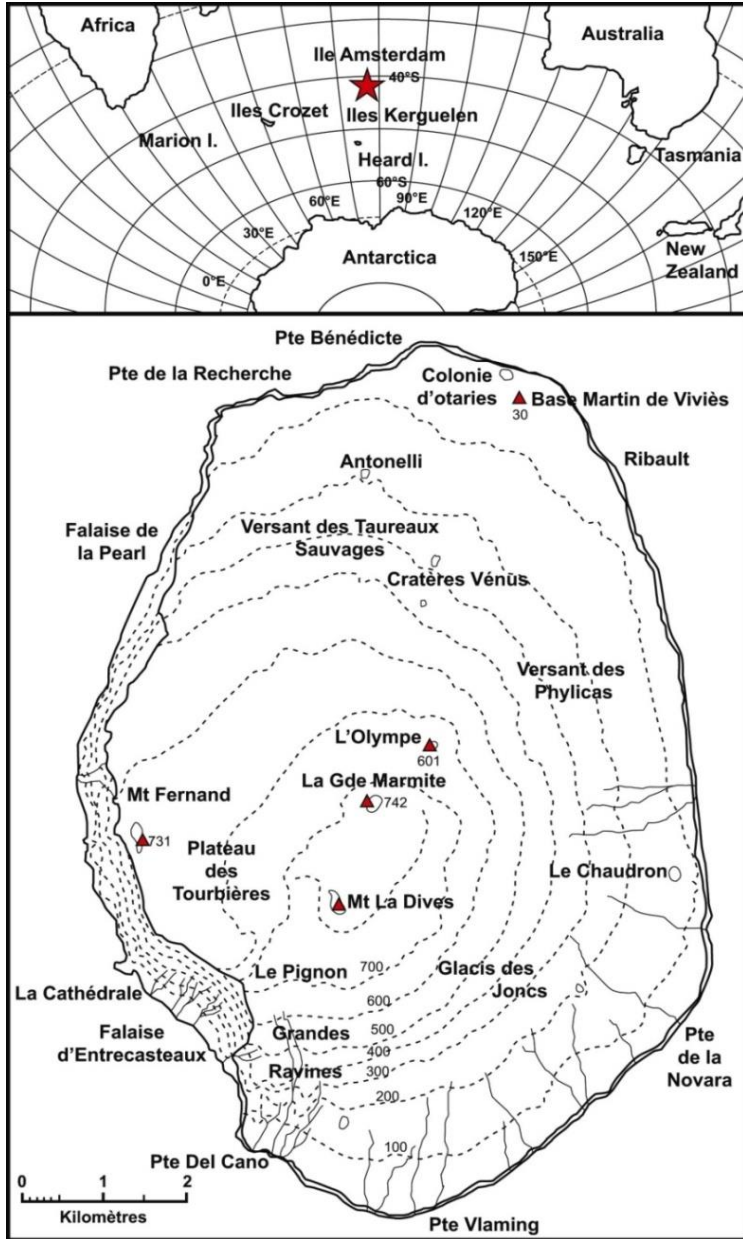 Africa
Australia
Ile Amsterdam
40°S
Iles Crozet
Iles Kerguelen
Marion I.
Heard I.
Tasmania
60°S
60°E
90°E
120°E
30°E
150°E
0°E
Antarctica
New
Zealand
Pte Bénédicte
Pte de la Recherche
Colonie
d'otaries
Base Martin de Viviès
30
Antonelli
Ribault
Falaise de
la Pearl
Versant des Taureaux
Sauvages
Cratères Vénus
Versant des
Phylicas
L'Olympe
601
La Gde Marmite
742
Mt Fernand
731
Plateau
des
Tourbières
Le Chaudron
Mt La Dives
Le Pignon
700
Glacis des
Joncs
600
La Cathédrale
Falaise
d'Entrecasteaux
Grandes
Ravines
500
400
300
200
100
Pte
de la
Novara
Pte Del Cano
0 1 2
Kilomètres
Pte Vlaming